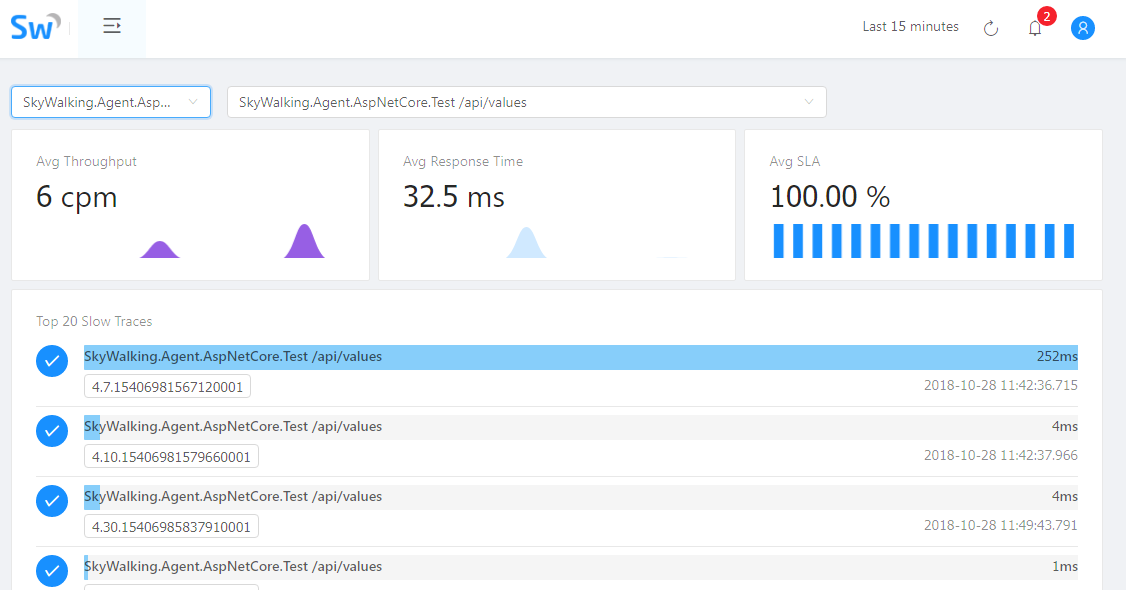 Sw
Last 15 minutes
2
SkyWalking.Agent.Asp...
SkyWalking.Agent.AspNetCore.Test /api/values
Avg Throughput
6 cpm
Avg Response Time
32.5 ms
Avg SLA
100.00 %
Top 20 Slow Traces
SkyWalking.Agent.AspNetCore.Test /api/values 252ms
4.7.15406981567120001 2018-10-28 11:42:36.715
SkyWalking.Agent.AspNetCore.Test /api/values 4ms
4.10.15406981579660001 2018-10-28 11:42:37.966
SkyWalking.Agent.AspNetCore.Test /api/values 4ms
4.30.15406985837910001 2018-10-28 11:49:43.791
SkyWalking.Agent.AspNetCore.Test /api/values 1ms